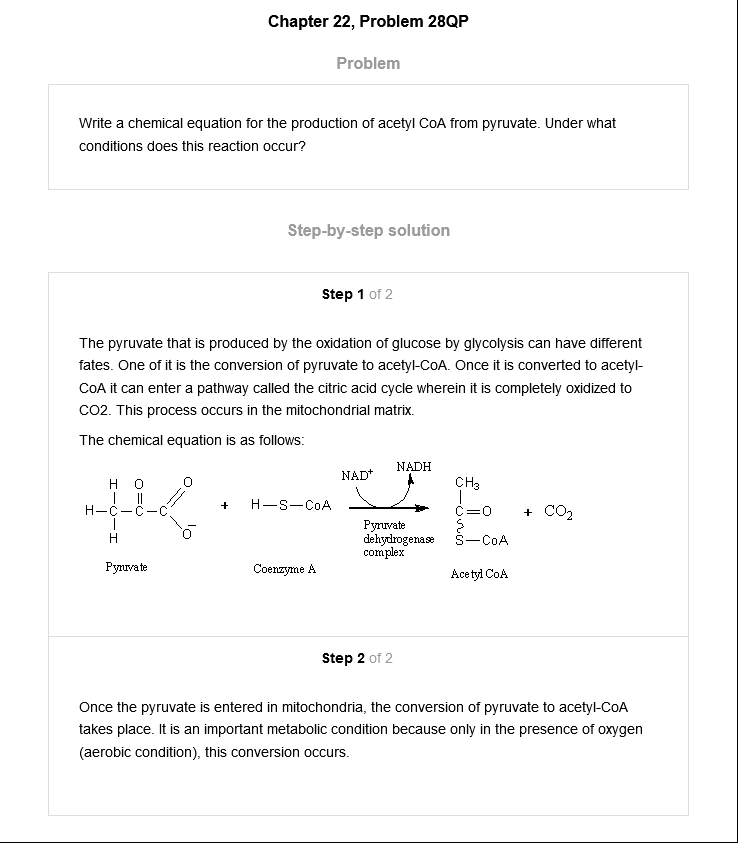 Chapter 22, Problem 28QP
Problem
Write a chemical equation for the production of acetyl CoA from pyruvate. Under what
conditions does this reaction occur?
Step-by-step solution
Step 1 of 2
The pyruvate that is produced by the oxidation of glucose by glycolysis can have different
fates. One of it is the conversion of pyruvate to acetyl-CoA. Once it is converted to acetyl-
CoA it can enter a pathway called the citric acid cycle wherein it is completely oxidized to
CO2. This process occurs in the mitochondrial matrix.
The chemical equation is as follows:
NAD⁺ NADH
H O O CH₃
H-C-C-C + H-S-CoA C=O + CO₂
H O⁻ S-CoA
Pyruvate
dehydrogenase
complex
Pyruvate Coenzyme A Acetyl CoA
Step 2 of 2
Once the pyruvate is entered in mitochondria, the conversion of pyruvate to acetyl-CoA
takes place. It is an important metabolic condition because only in the presence of oxygen
(aerobic condition), this conversion occurs.